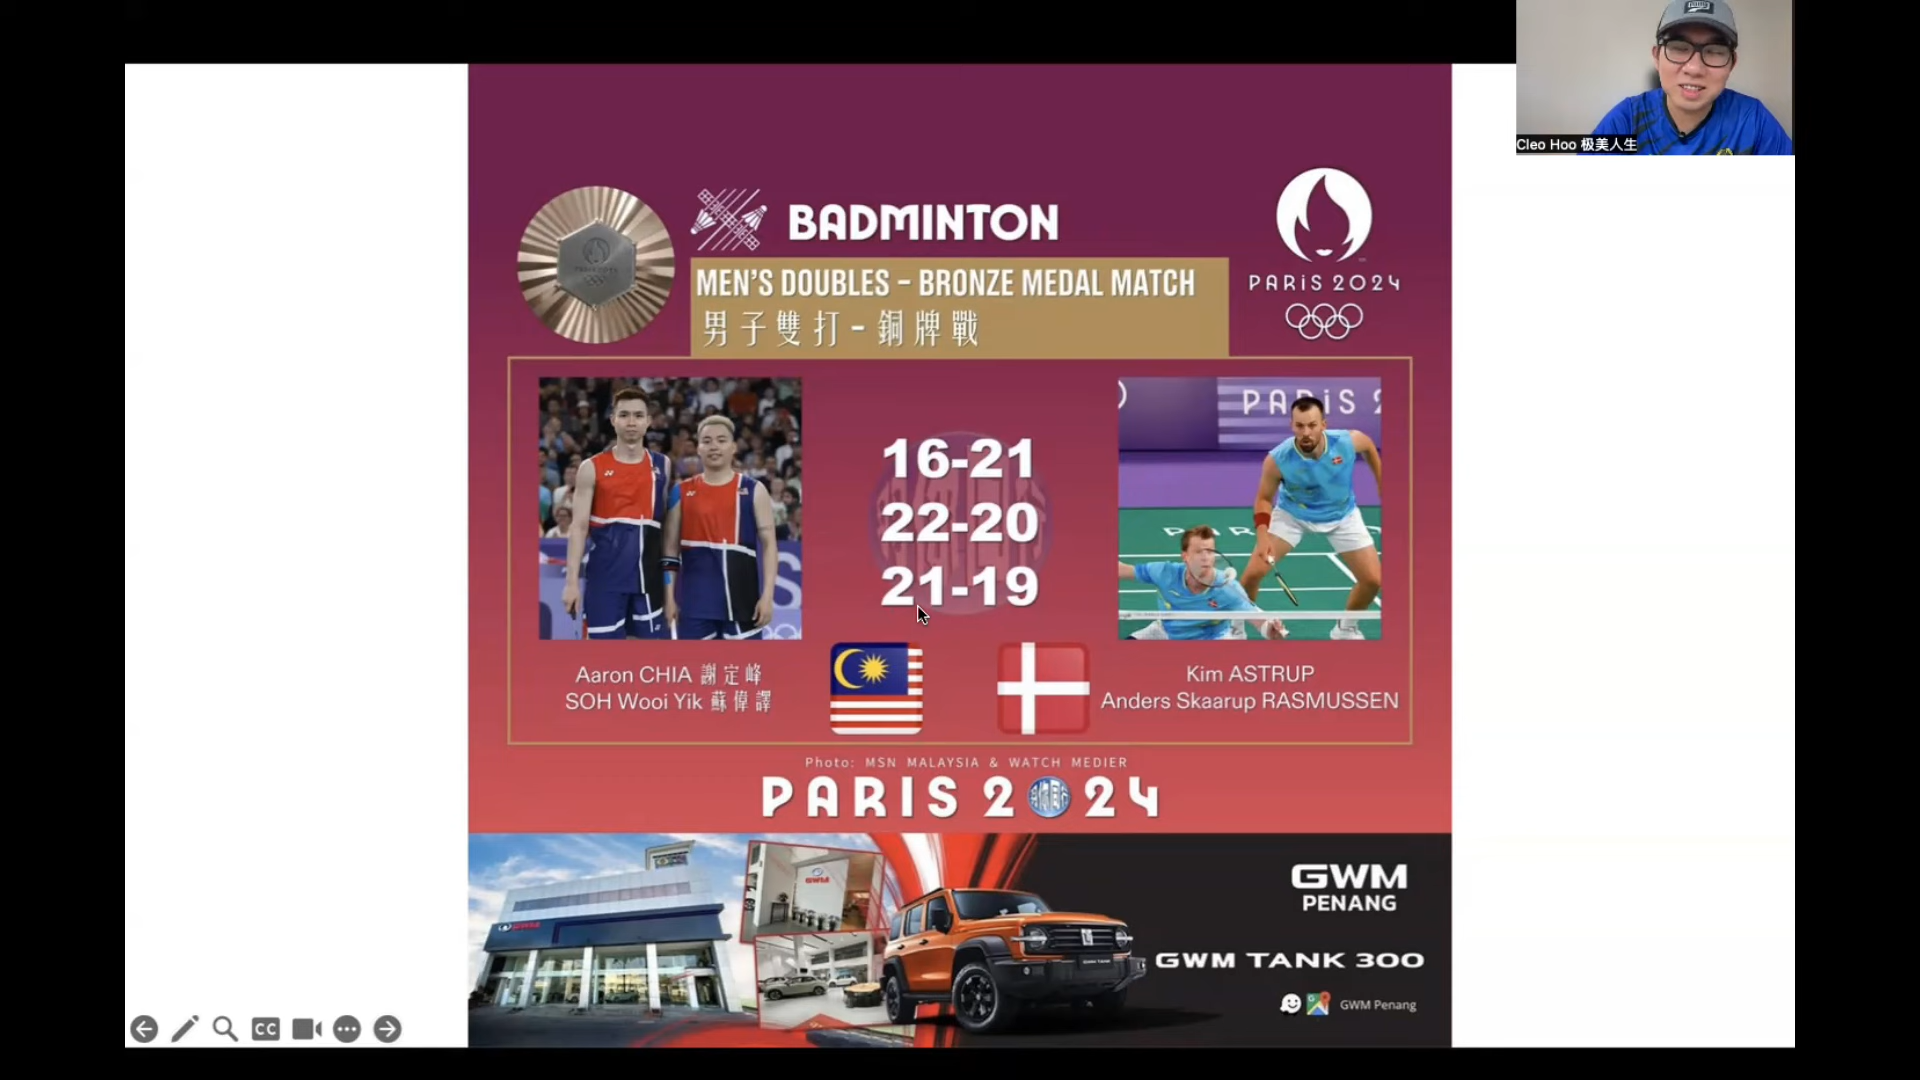 Cleo Hoo 极美人生
BADMINTON
MEN'S DOUBLES - BRONZE MEDAL MATCH
男子雙打-銅牌戰
PARIS 2024
16-21
22-20
21-19
Aaron CHIA 謝定峰
SOH Wooi Yik 蘇偉譯
Kim ASTRUP
Anders Skaarup RASMUSSEN
Photo: MSN MALAYSIA & WATCH MEDIER
PARIS 2024
GWM
PENANG
GWM TANK 300
GWM Penang
CC